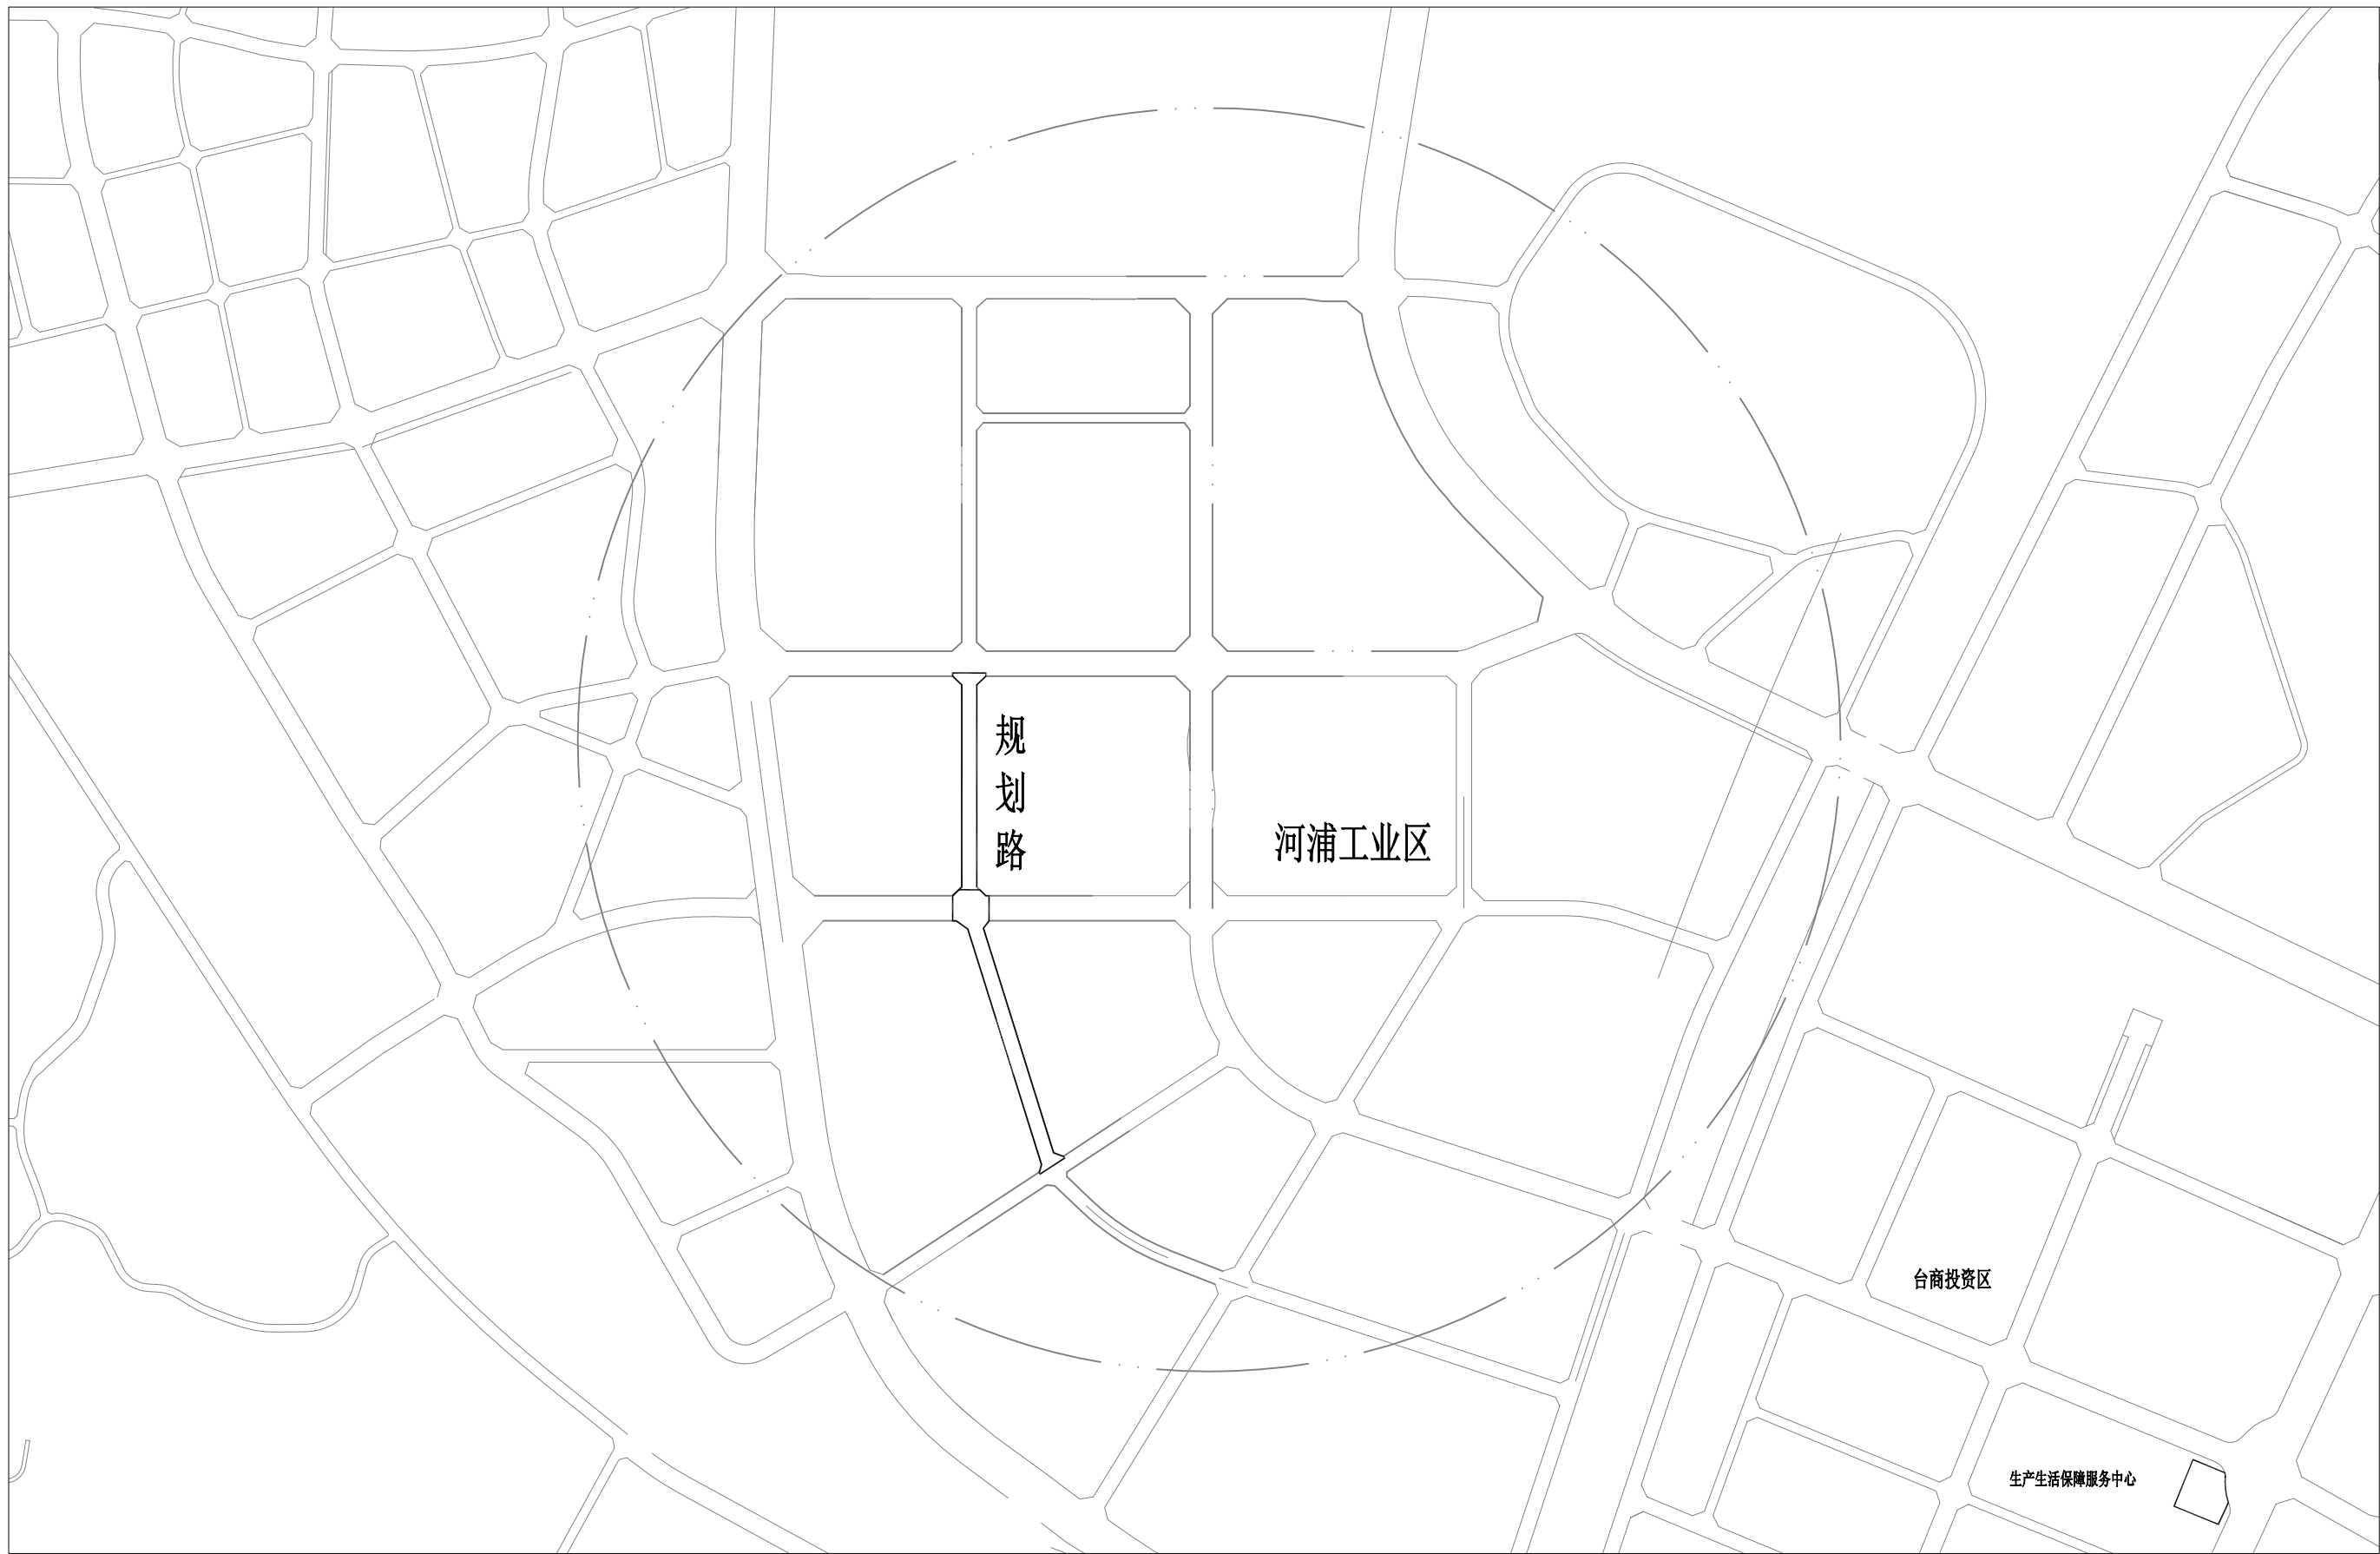 规划路
河浦工业区
台商投资区
生产生活保障服务中心